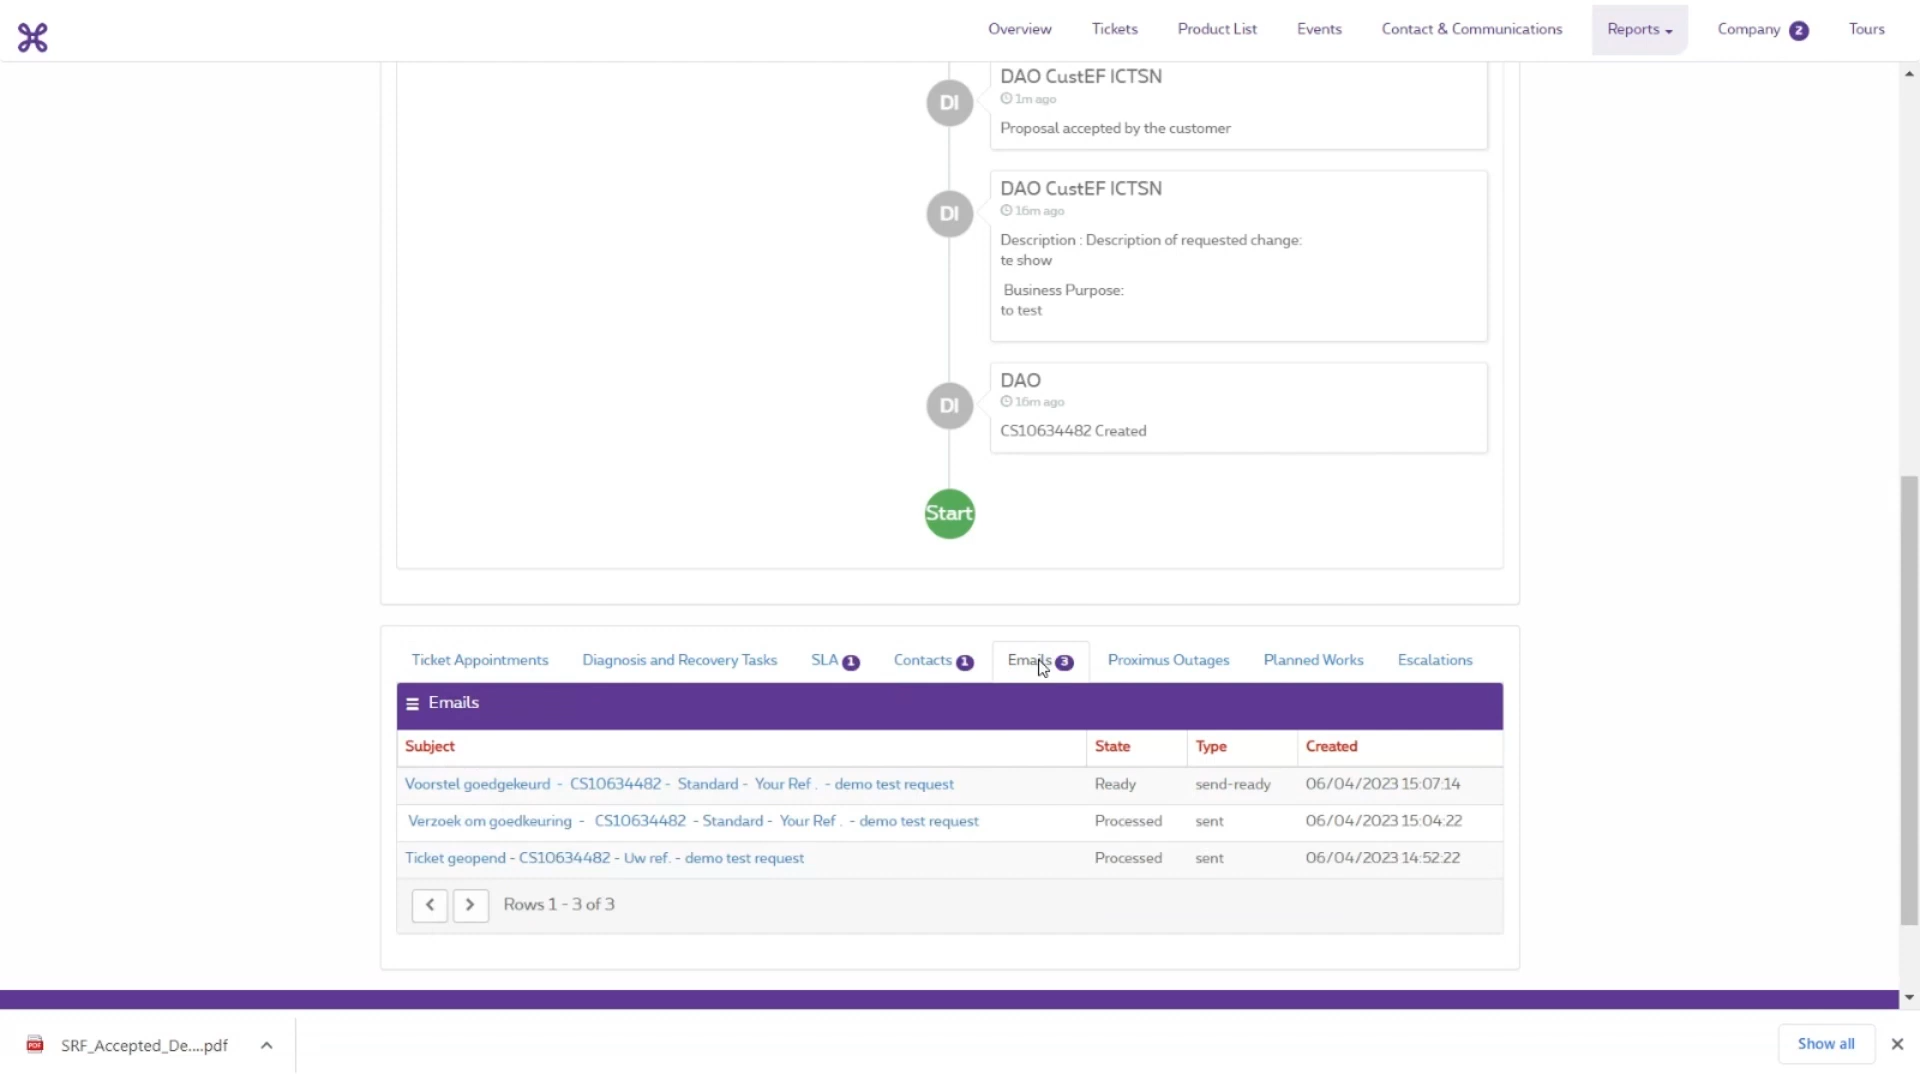 Overview Tickets Product List Events Contact & Communications Reports Company 2 Tours
DI
DAO CustEF ICTSN
1m ago
Proposal accepted by the customer
DI
DAO CustEF ICTSN
16m ago
Description : Description of requested change:
te show
Business Purpose:
to test
DI
DAO
16m ago
CS10634482 Created
Start
Ticket Appointments Diagnosis and Recovery Tasks SLA 1 Contacts 1 Emails 3 Proximus Outages Planned Works Escalations
Emails
Subject State Type Created
Voorstel goedgekeurd - CS10634482 - Standard - Your Ref . - demo test request Ready send-ready 06/04/2023 15:07:14
Verzoek om goedkeuring - CS10634482 - Standard - Your Ref . - demo test request Processed sent 06/04/2023 15:04:22
Ticket geopend - CS10634482 - Uw ref. - demo test request Processed sent 06/04/2023 14:52:22
Rows 1 - 3 of 3
PDF SRF_Accepted_De....pdf Show all